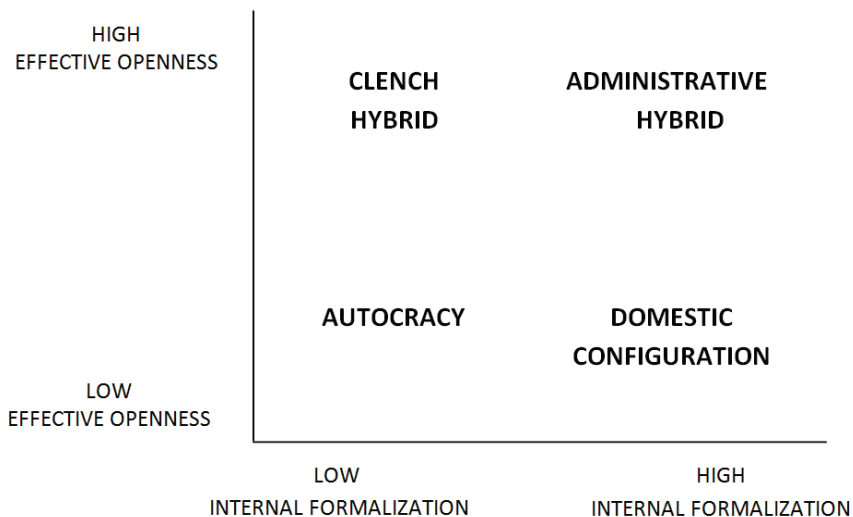 HIGH
EFFECTIVE OPENNESS
CLENCH
HYBRID
ADMINISTRATIVE
HYBRID
AUTOCRACY
DOMESTIC
CONFIGURATION
LOW
EFFECTIVE OPENNESS
LOW
INTERNAL FORMALIZATION
HIGH
INTERNAL FORMALIZATION